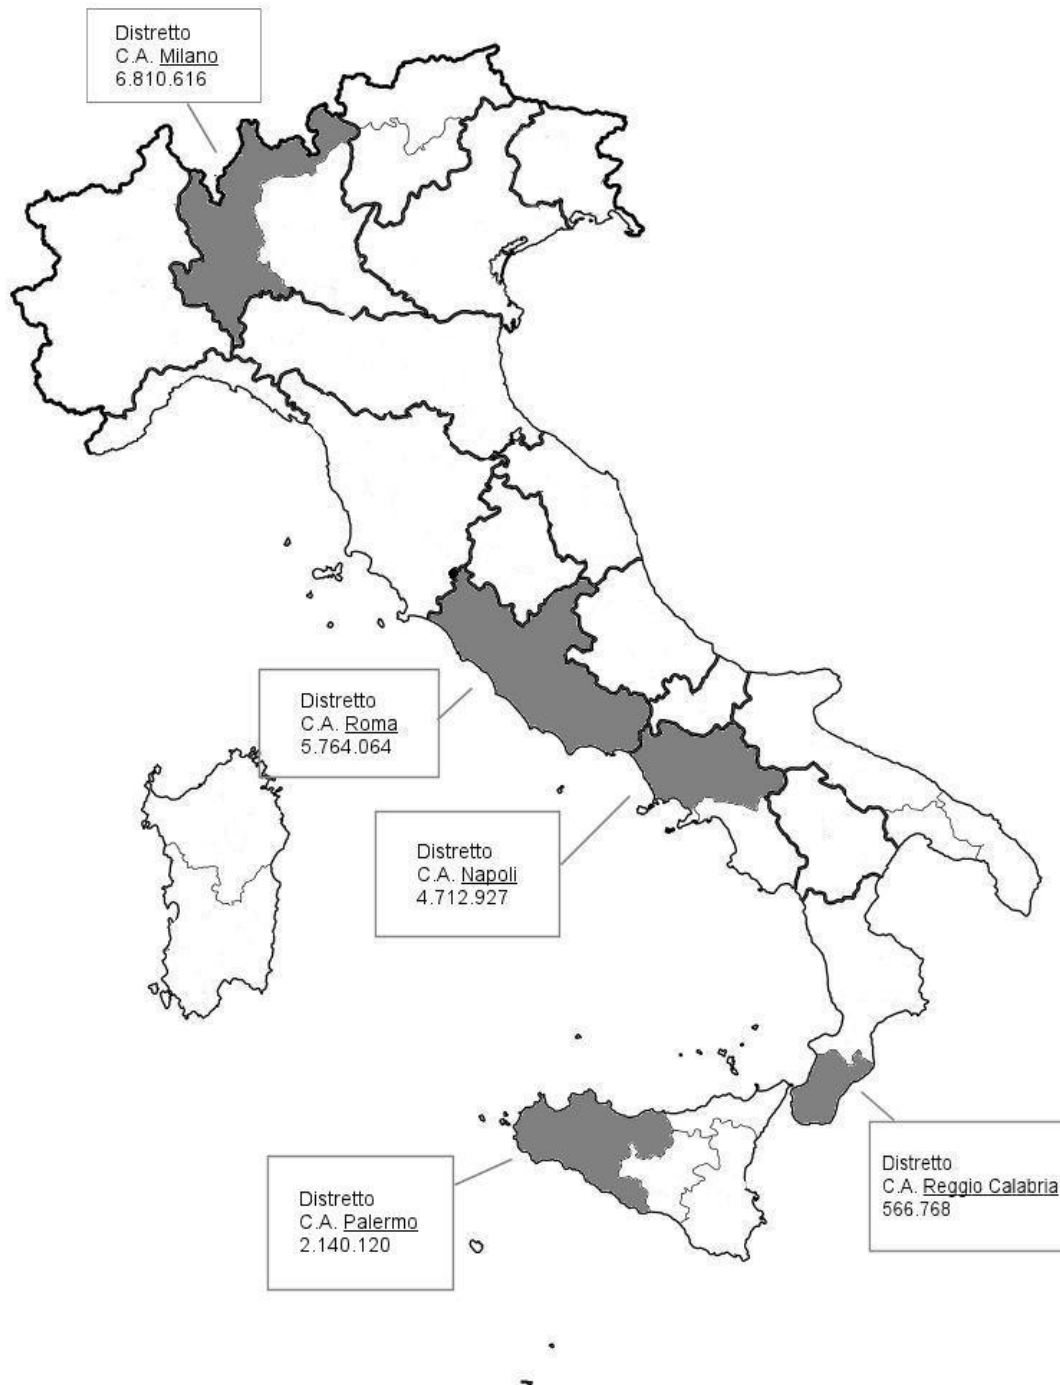 Distretto
C.A. Milano
6.810.616
Distretto
C.A. Roma
5.764.064
Distretto
C.A. Napoli
4.712.927
Distretto
C.A. Palermo
2.140.120
Distretto
C.A. Reggio Calabria
566.768